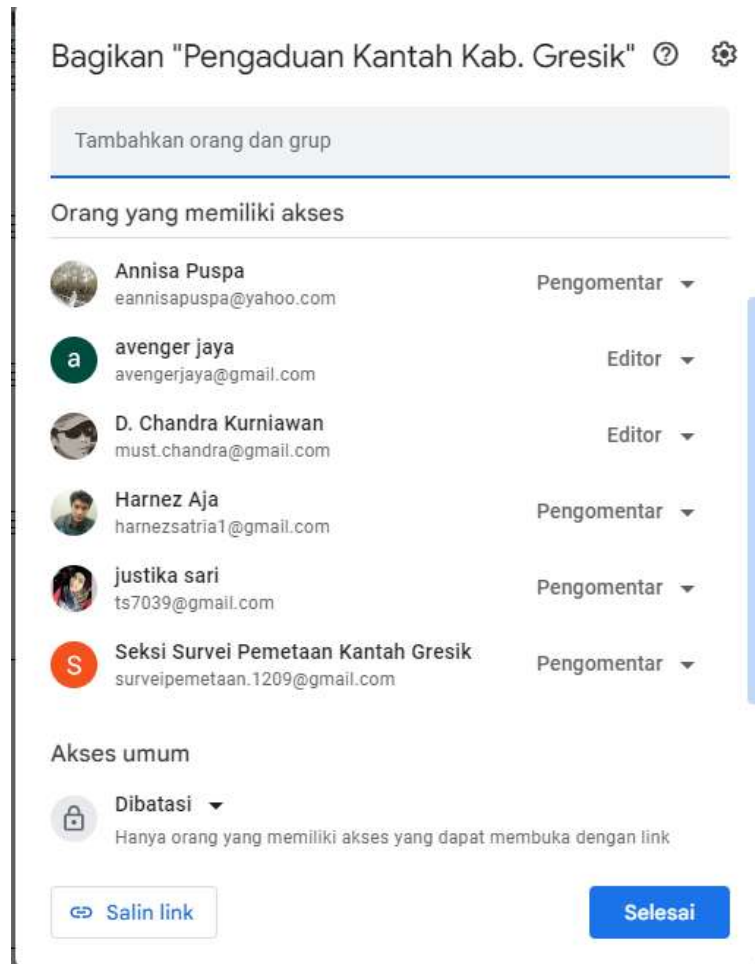 Bagikan "Pengaduan Kantah Kab. Gresik"
Tambahkan orang dan grup
Orang yang memiliki akses
Annisa Puspa
eannisapuspa@yahoo.com
Pengomentar
a
avenger jaya
avengerjaya@gmail.com
Editor
D. Chandra Kurniawan
must.chandra@gmail.com
Editor
Harnez Aja
harnezsatria1@gmail.com
Pengomentar
justika sari
ts7039@gmail.com
Pengomentar
S
Seksi Survei Pemetaan Kantah Gresik
surveipemetaan.1209@gmail.com
Pengomentar
Akses umum
Dibatasi
Hanya orang yang memiliki akses yang dapat membuka dengan link
Salin link
Selesai